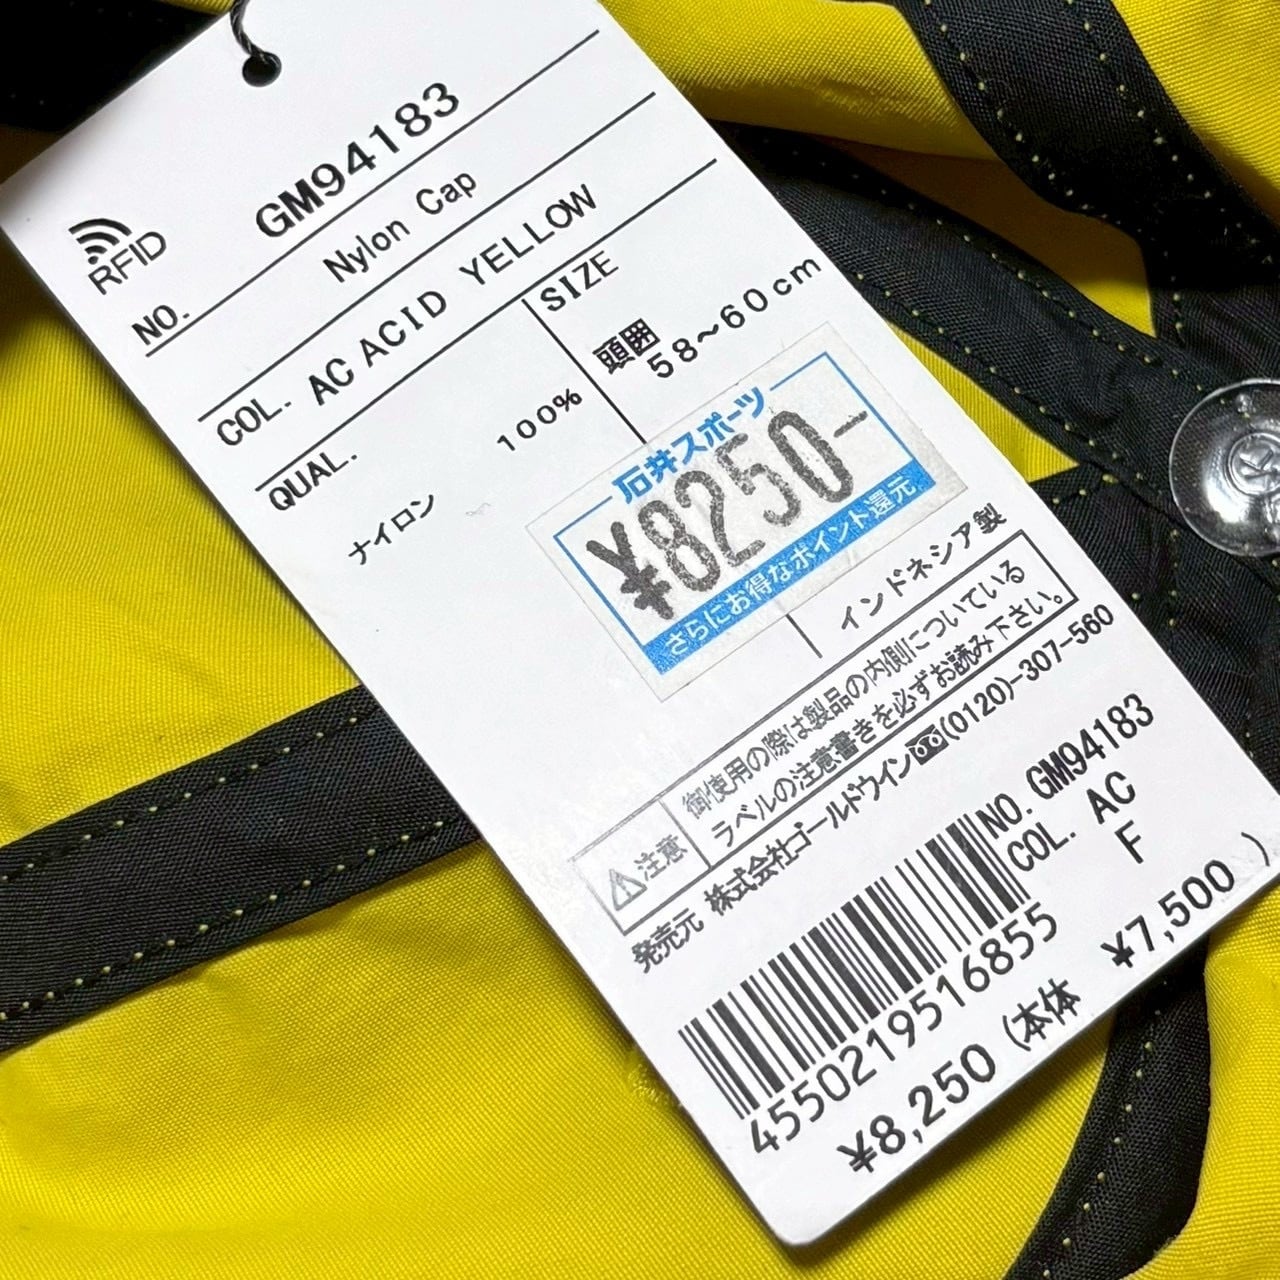 RFID
NO. GM94183
Nylon Cap
COL. AC ACID YELLOW
QUAL.
ナイロン 100%
SIZE
頭囲
58~60cm
石井スポーツ
¥8250-
さらにお得なポイント還元
インドネシア製
注意
御使用の際は製品の内側についている
ラベルの注意書きを必ずお読み下さい。
発売元 株式会社ゴールドウイン(0120)-307-560
NO. GM94183
COL. AC
F
4550219516855
¥8,250 (本体 ¥7,500 )